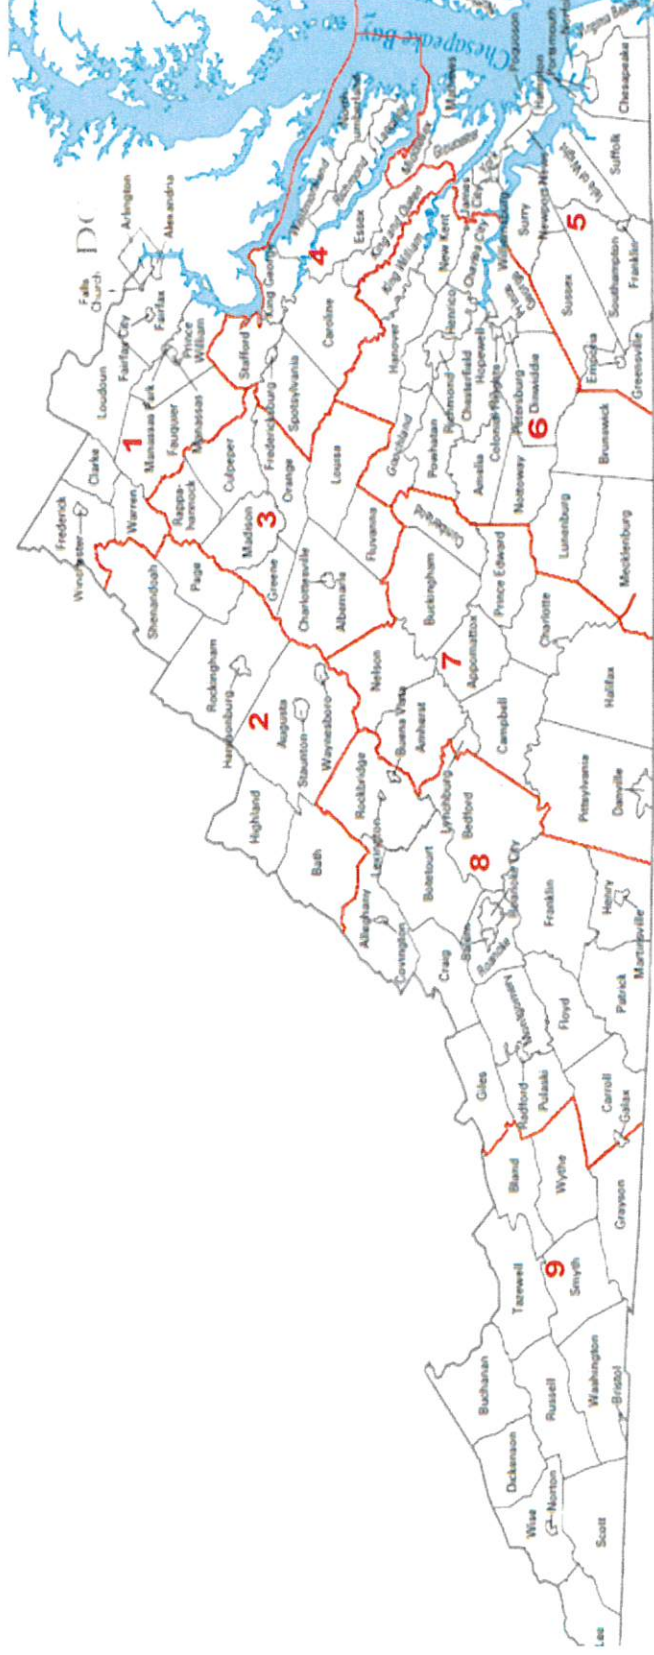 Frederick
Winchester
Clarke
Loudoun
Falls
Church
DC
Arlington
Alexandria
Warren
1
Fairfax City
Fairfax
Manassas Park
Fauquier
Manassas
Prince
William
Shenandoah
Page
Rappa-
hannock
Culpeper
Stafford
King George
Rockingham
Harrisonburg
Madison
3
Greene
Orange
Fredericksburg
Spotsylvania
Caroline
4
Westmoreland
Richmond
North
umberland
Essex
Lancaster
Chesapeake Bay
Highland
2
Augusta
Staunton
Waynesboro
Charlottesville
Albemarle
Louisa
Fluvanna
Hanover
King William
King and Queen
Middlesex
Mathews
Gloucester
Bath
Rockbridge
Lexington
Buena Vista
Nelson
Amherst
Buckingham
Cumberland
Goochland
Powhatan
Henrico
Richmond
Chesterfield
New Kent
Charles City
James
City
York
Williamsburg
Poquoson
Hampton
Newport News
Portsmouth
Alleghany
Covington
Botetourt
Craig
Lynchburg
Bedford
8
7
Appomattox
Campbell
Prince Edward
Amelia
Nottoway
6
Colonial Heights
Hopewell
Petersburg
Dinwiddie
Surry
Isle of Wight
Sussex
5
Southampton
Franklin
Suffolk
Chesapeake
Salem
Roanoke
Roanoke City
Giles
Montgomery
Radford
Pulaski
Floyd
Franklin
Charlotte
Lunenburg
Brunswick
Emporia
Greensville
Halifax
Mecklenburg
Pittsylvania
Danville
Henry
Martinsville
Patrick
Carroll
Galax
Bland
Wythe
Grayson
Tazewell
9
Smyth
Buchanan
Russell
Washington
Bristol
Dickenson
Wise
Norton
Scott
Lee